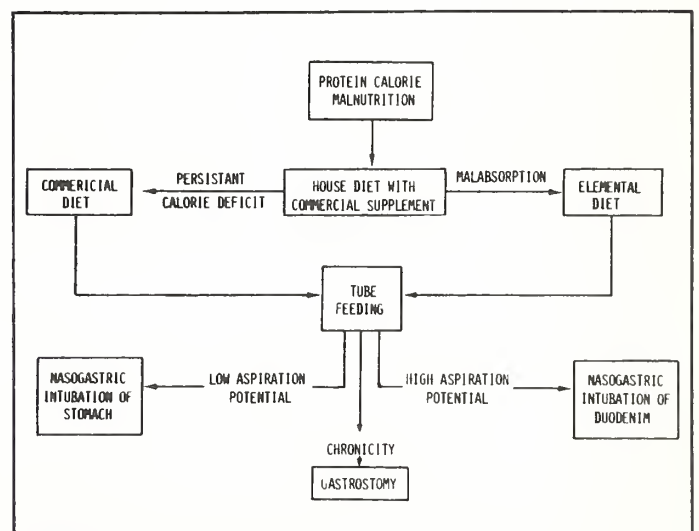 PROTEIN CALORIE
MALNUTRITION
COMMERICIAL
DIET
PERSISTANT
CALORIE DEFICIT
HOUSE DIET WITH
COMMERCIAL SUPPLEMENT
MALABSORPTION
ELEMENTAL
DIET
TUBE
FEEDING
NASOGASTRIC
INTUBATION OF
STOMACH
LOW ASPIRATION
POTENTIAL
HIGH ASPIRATION
POTENTIAL
NASOGASTRIC
INTUBATION OF
DUODENIM
CHRONICITY
GASTROSTOMY